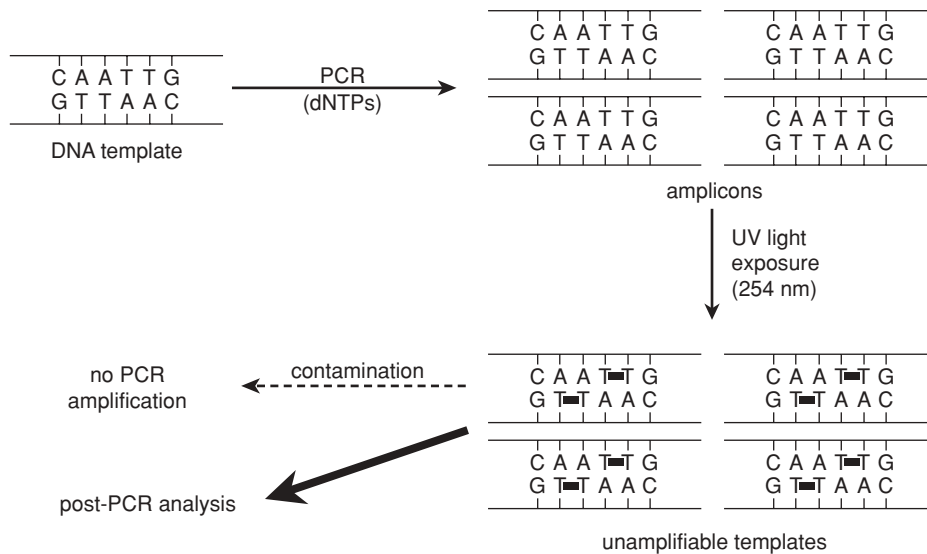 C A A T T G
G T T A A C
DNA template
PCR
(dNTPs)
C A A T T G
G T T A A C
C A A T T G
G T T A A C
C A A T T G
G T T A A C
C A A T T G
G T T A A C
amplicons
UV light
exposure
(254 nm)
no PCR
amplification
contamination
post-PCR analysis
C A A T T G
G T T A A C
C A A T T G
G T T A A C
C A A T T G
G T T A A C
C A A T T G
G T T A A C
unamplifiable templates